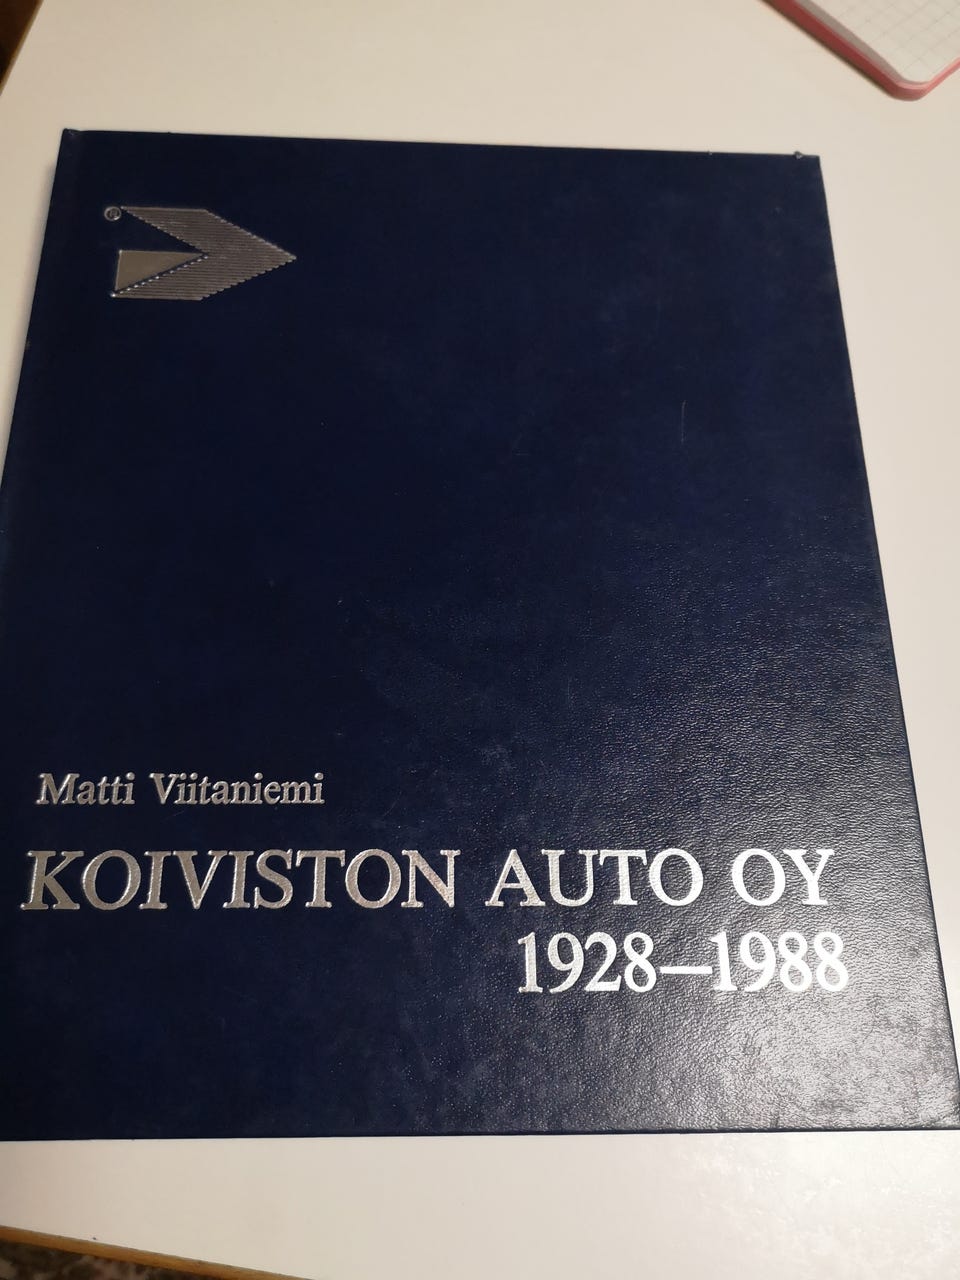 ®
Matti Viitaniemi
KOIVISTON AUTO OY
1928–1988